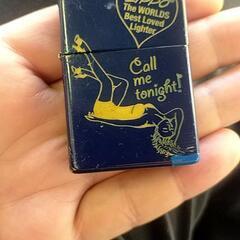 The WORLDS
Best Loved
Lighter
Call
me
tonight!